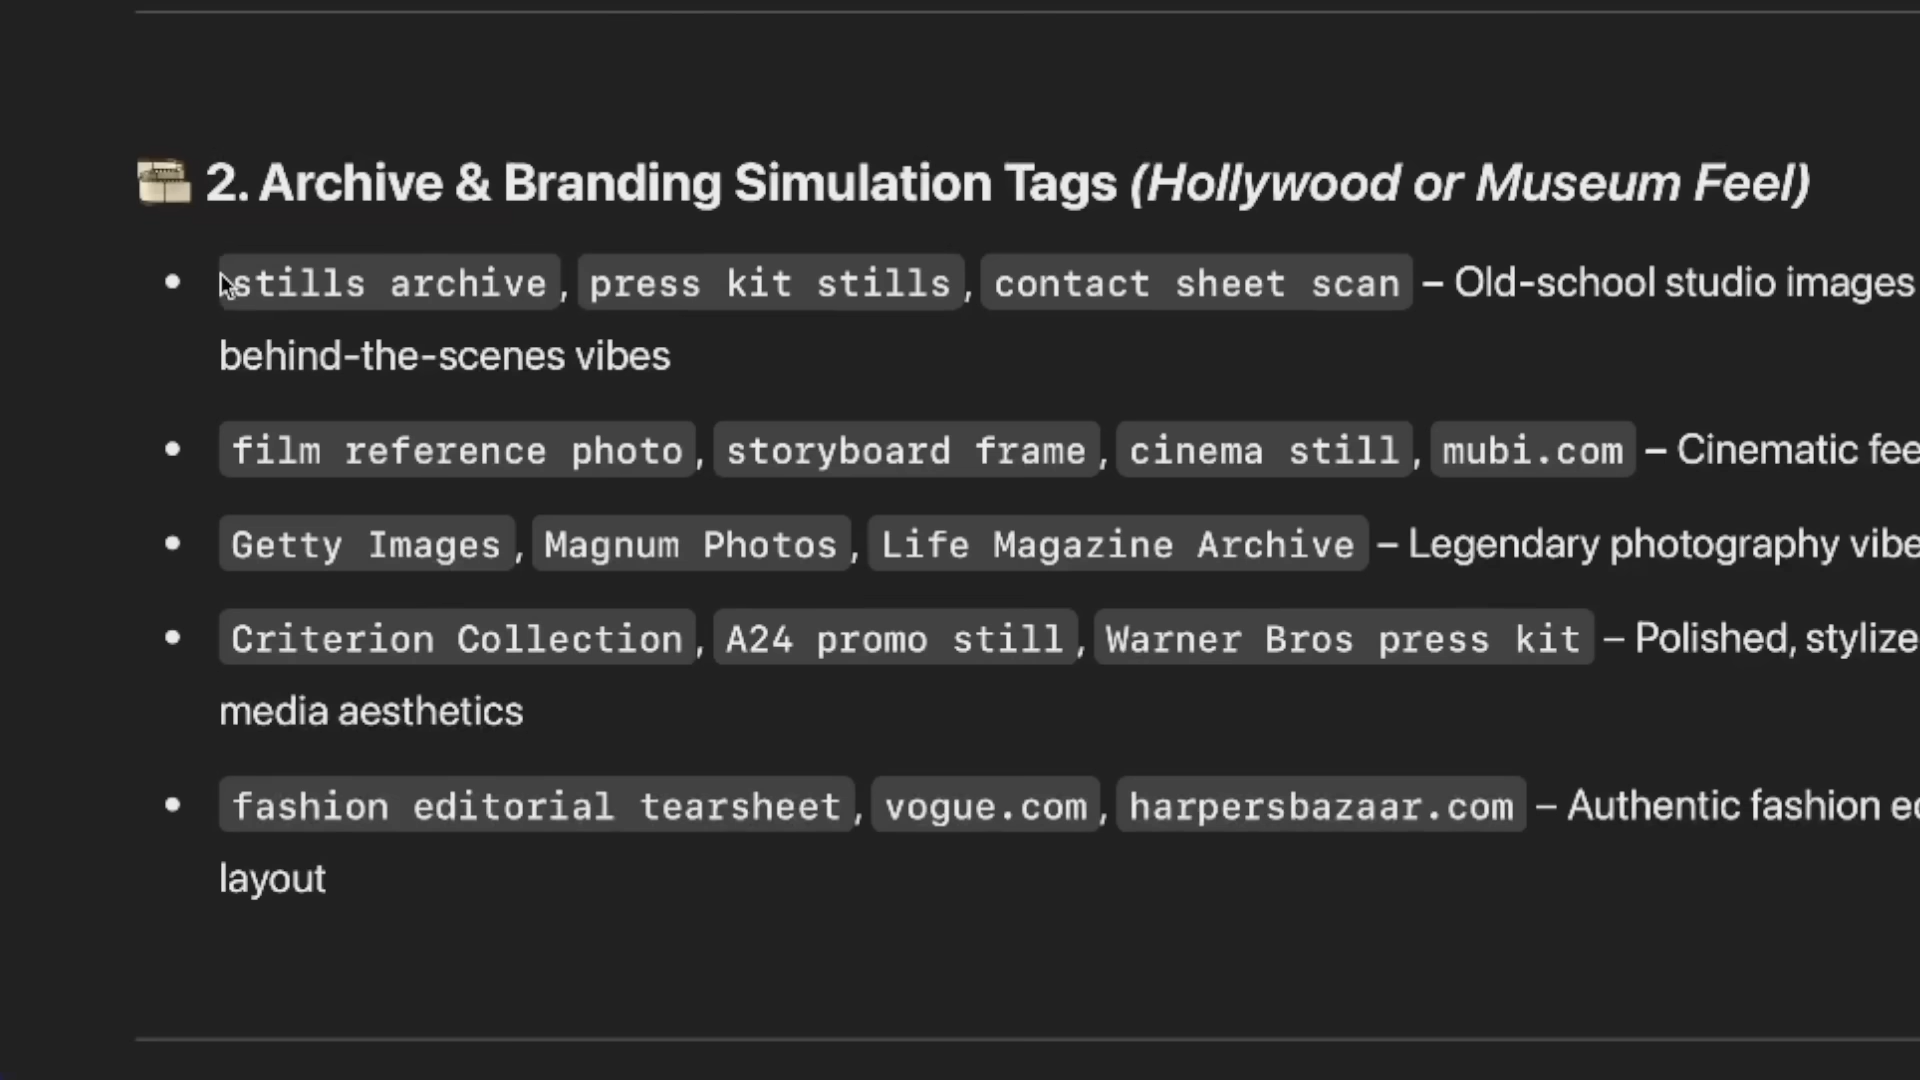 2. Archive & Branding Simulation Tags (Hollywood or Museum Feel)
stills archive, press kit stills, contact sheet scan – Old-school studio images
behind-the-scenes vibes
film reference photo, storyboard frame, cinema still, mubi.com – Cinematic
Getty Images, Magnum Photos, Life Magazine Archive – Legendary photography
Criterion Collection, A24 promo still, Warner Bros press kit – Polished,
media aesthetics
fashion editorial tearsheet, vogue.com, harpersbazaar.com – Authentic fashion
layout